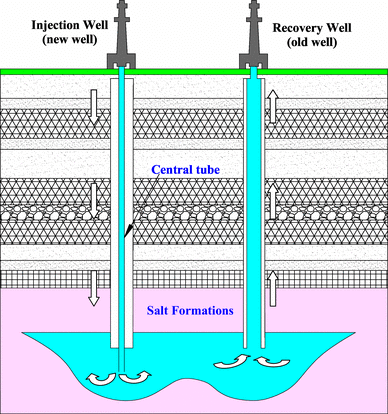 Injection Well
(new well)
Recovery Well
(old well)
Central tube
Salt Formations